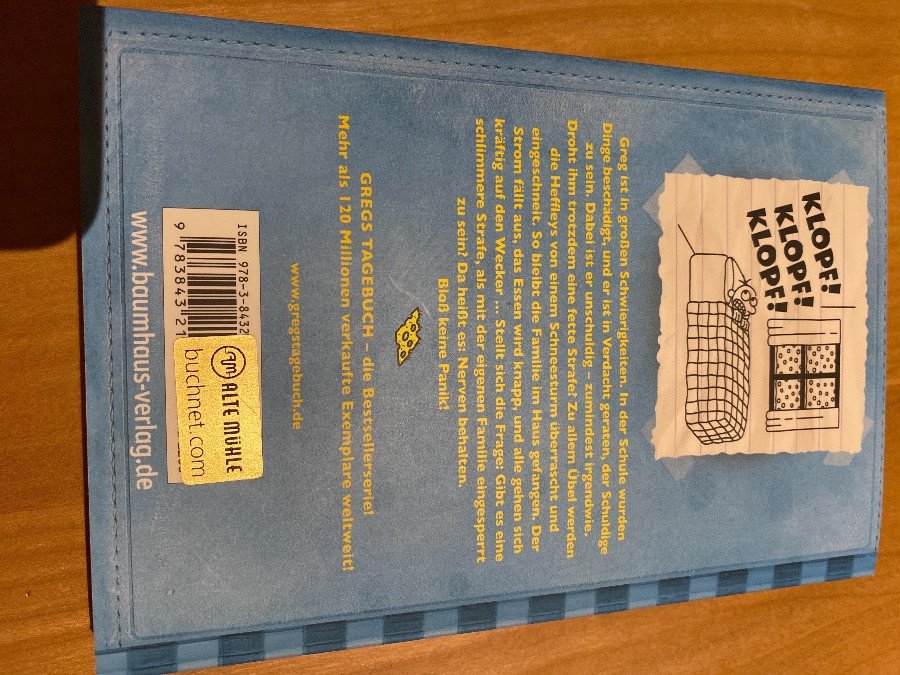 KLOPF!
KLOPF!
KLOPF!
Greg ist in großen Schwierigkeiten. In der Schule wurden
Dinge beschädigt, und er ist in Verdacht geraten, der Schuldige
zu sein. Dabei ist er unschuldig – zumindest irgendwie.
Droht ihm trotzdem eine fette Strafe? Zu allem Übel werden
die Heffleys von einem Schneesturm überrascht und
eingeschneit. So bleibt die Familie im Haus gefangen. Der
Strom fällt aus, das Essen wird knapp, und alle gehen sich
kräftig auf den Wecker ... Stellt sich die Frage: Gibt es eine
schlimmere Strafe, als mit der eigenen Familie eingesperrt
zu sein? Da heißt es: Nerven behalten.
Bloß keine Panik!
GREGS TAGEBUCH – die Bestsellerserie!
Mehr als 120 Millionen verkaufte Exemplare weltweit!
www.gregstagebuch.de
ISBN 978-3-8432
9 783843 21
ALTE MÜHLE
buchnet.com
www.baumhaus-verlag.de